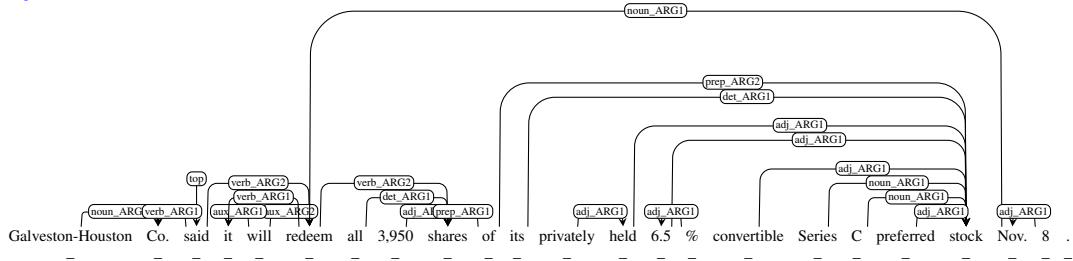 noun_ARG1
prep_ARG2
det_ARG1
adj_ARG1
adj_ARG1
adj_ARG1
top
verb_ARG2
verb_ARG2
noun_ARG1
verb_ARG1
det_ARG1
noun_ARG1
noun_ARG verb_ARG1 aux_ARG1 aux_ARG2 adj_A prep_ARG1 adj_ARG1 adj_ARG1 adj_ARG1 adj_ARG1
Galveston-Houston Co. said it will redeem all 3,950 shares of its privately held 6.5 % convertible Series C preferred stock Nov. 8 .
_ _ _ _ _ _ _ _ _ _ _ _ _ _ _ _ _ _ _ _ _ _ _